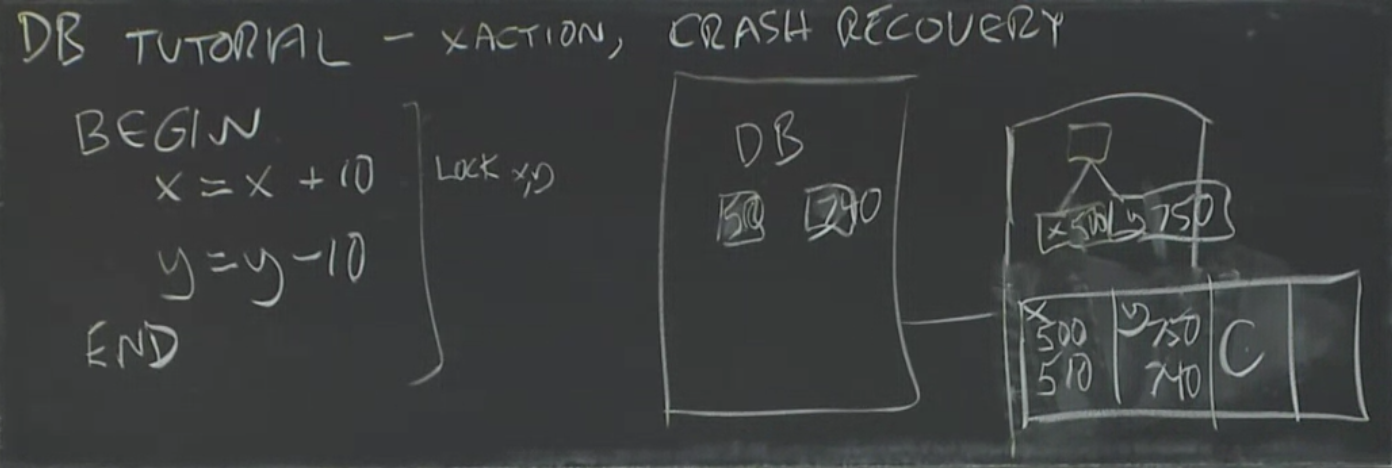 DB TUTORIAL - XACTION, CRASH RECOVERY
BEGIN
x = x + 10
y = y - 10
END
LOCK x,y
DB
510 740
x 500 y 750
x 500 510
y 750 740
C